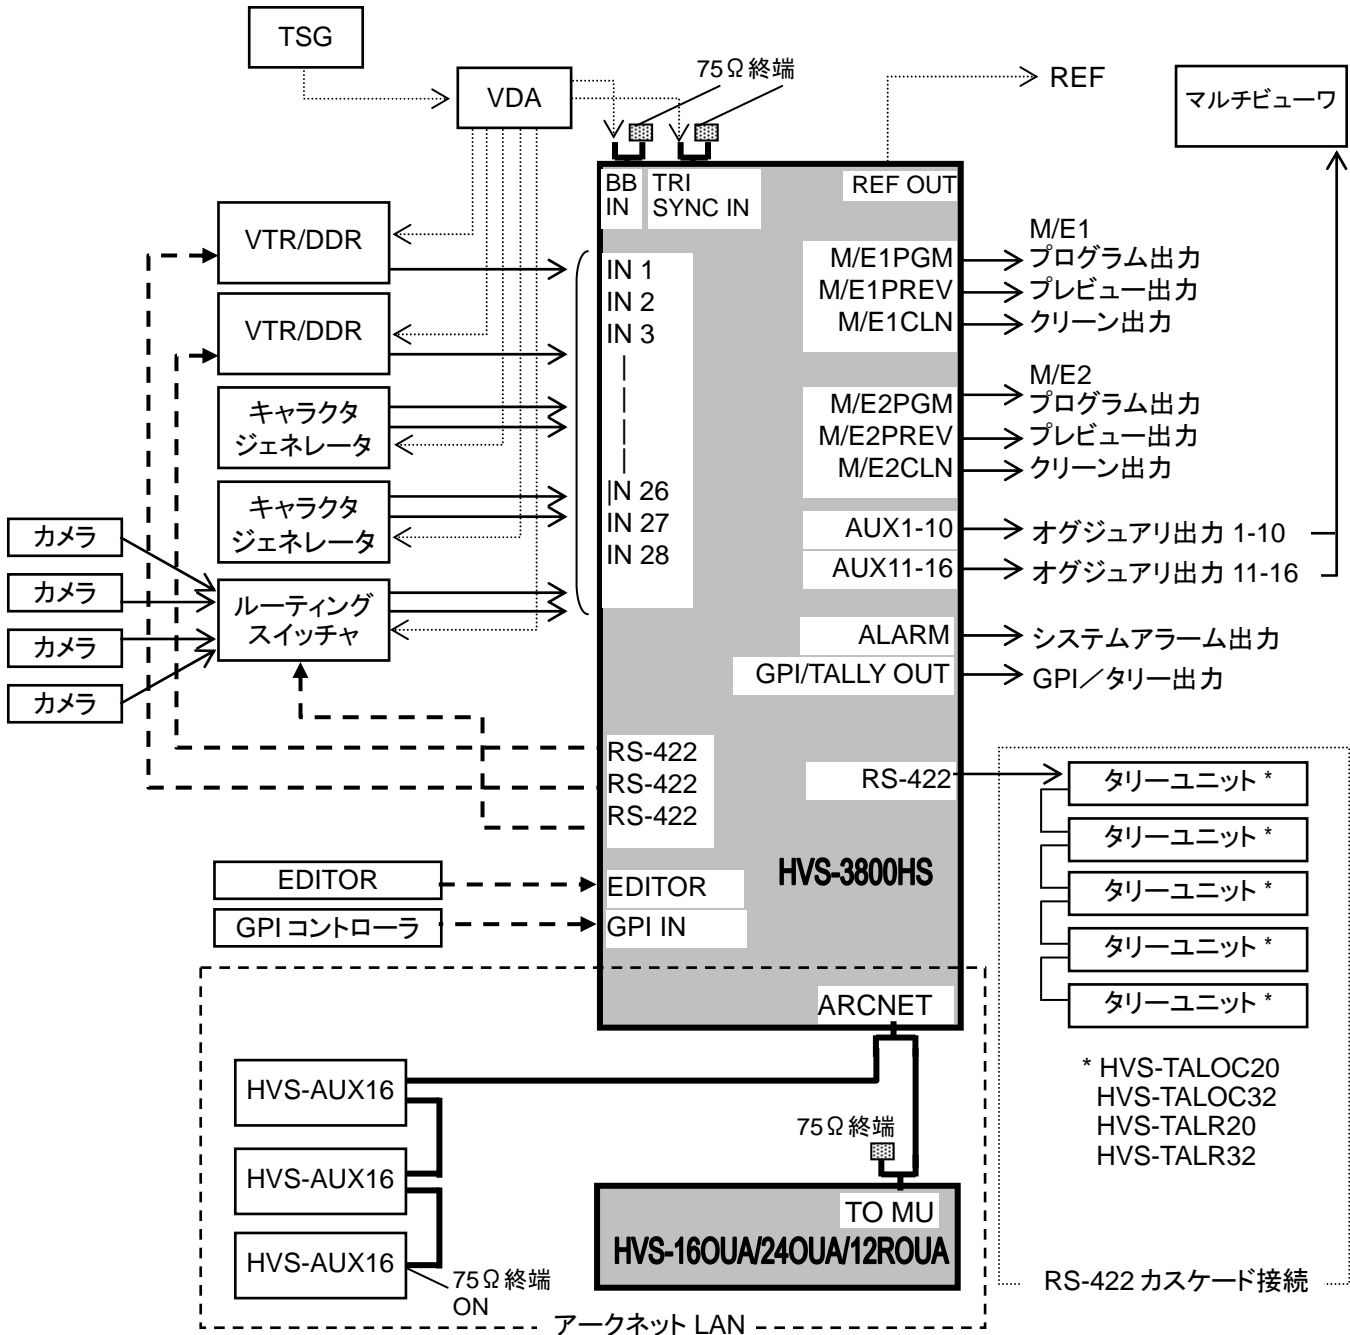 TSG
VDA
75Ω終端
REF
マルチビューワ
BB
IN
TRI
SYNC IN
REF OUT
VTR/DDR
VTR/DDR
キャラクタ
ジェネレータ
キャラクタ
ジェネレータ
ルーティング
スイッチャ
カメラ
カメラ
カメラ
カメラ
IN 1
IN 2
IN 3
IN 26
IN 27
IN 28
M/E1PGM
M/E1PREV
M/E1CLN
M/E1
プログラム出力
プレビュー出力
クリーン出力
M/E2PGM
M/E2PREV
M/E2CLN
M/E2
プログラム出力
プレビュー出力
クリーン出力
AUX1-10
オグジュアリ出力 1-10
AUX11-16
オグジュアリ出力 11-16
ALARM
システムアラーム出力
GPI/TALLY OUT
GPI／タリー出力
RS-422
RS-422
RS-422
RS-422
タリーユニット *
タリーユニット *
タリーユニット *
タリーユニット *
タリーユニット *
HVS-3800HS
EDITOR
EDITOR
GPI コントローラ
GPI IN
ARCNET
* HVS-TALOC20
HVS-TALOC32
HVS-TALR20
HVS-TALR32
HVS-AUX16
HVS-AUX16
HVS-AUX16
75Ω終端
75Ω終端
ON
TO MU
HVS-16OUA/24OUA/12ROUA
RS-422 カスケード接続
アークネット LAN